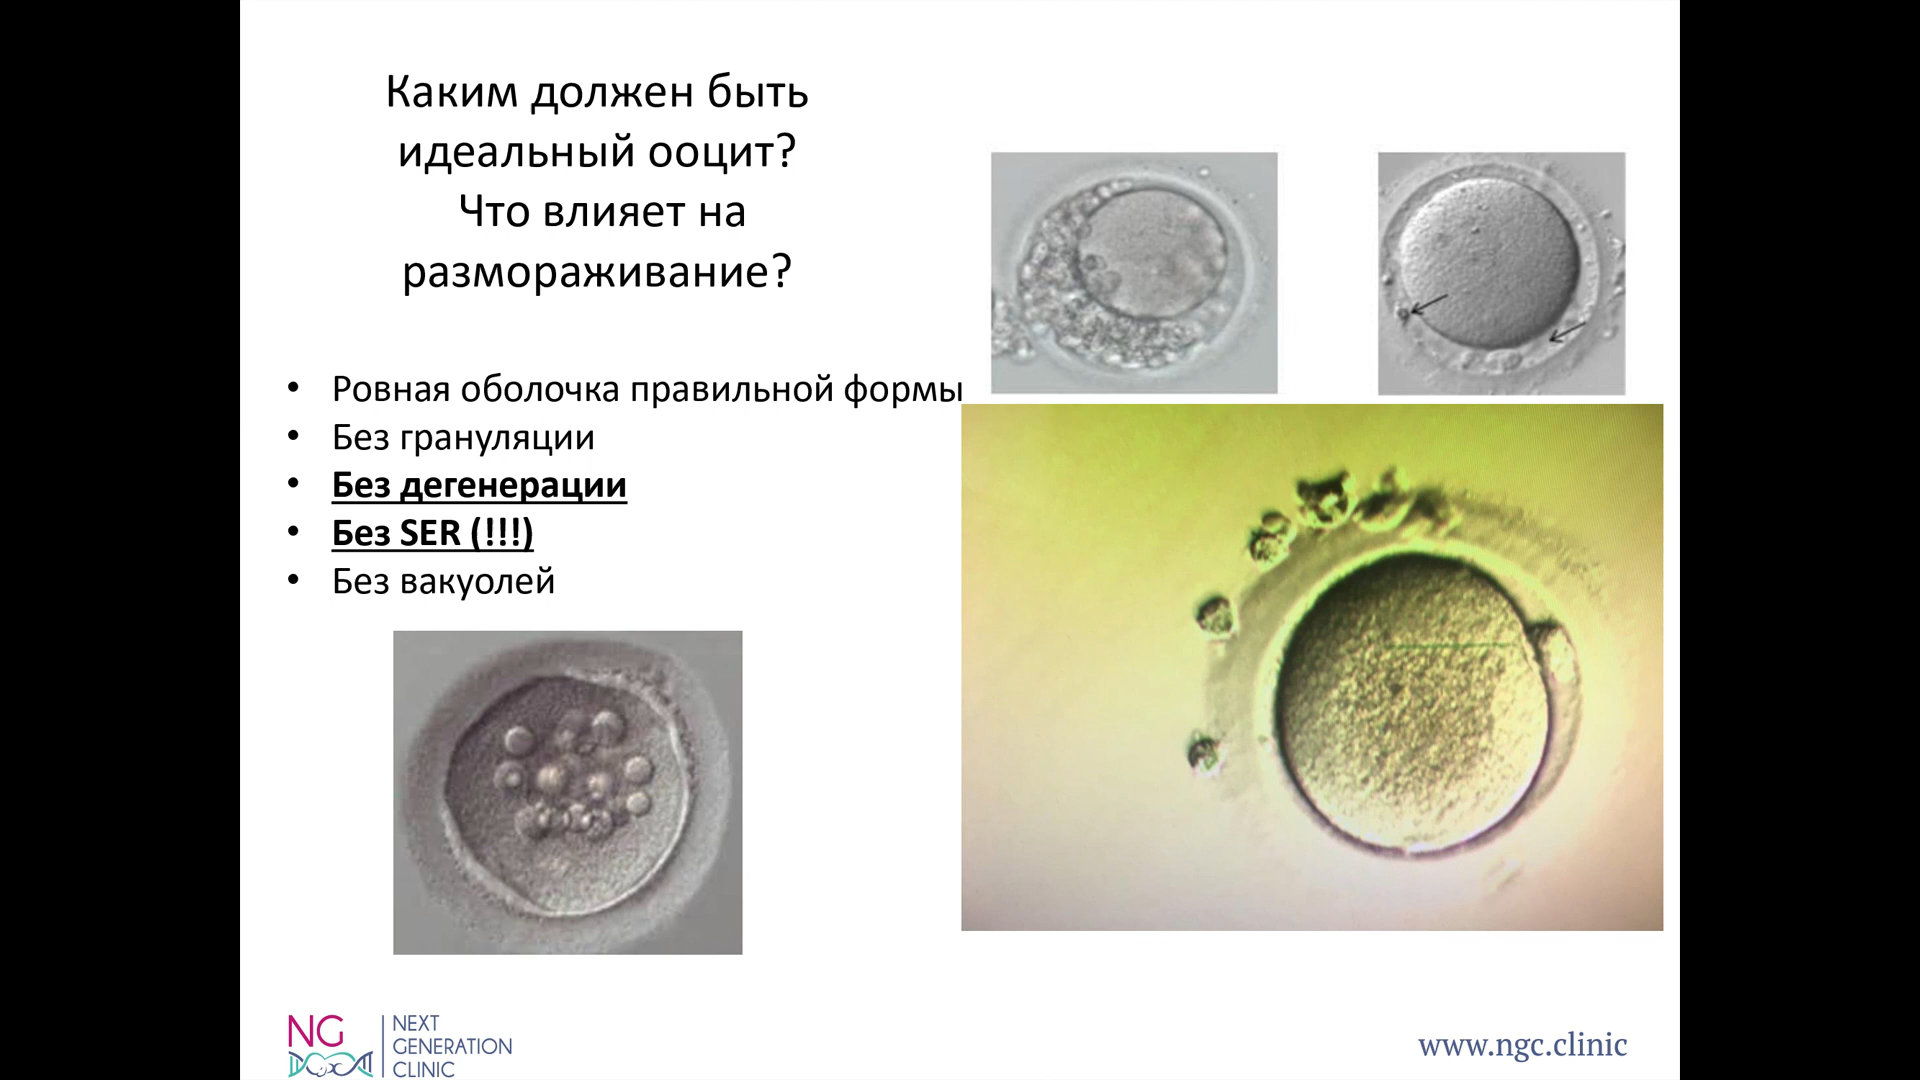 Каким должен быть
идеальный ооцит?
Что влияет на
размораживание?
• Ровная оболочка правильной формы
• Без грануляции
• Без дегенерации
• Без SER (!!!)
• Без вакуолей
NG
NEXT
GENERATION
CLINIC
www.ngc.clinic